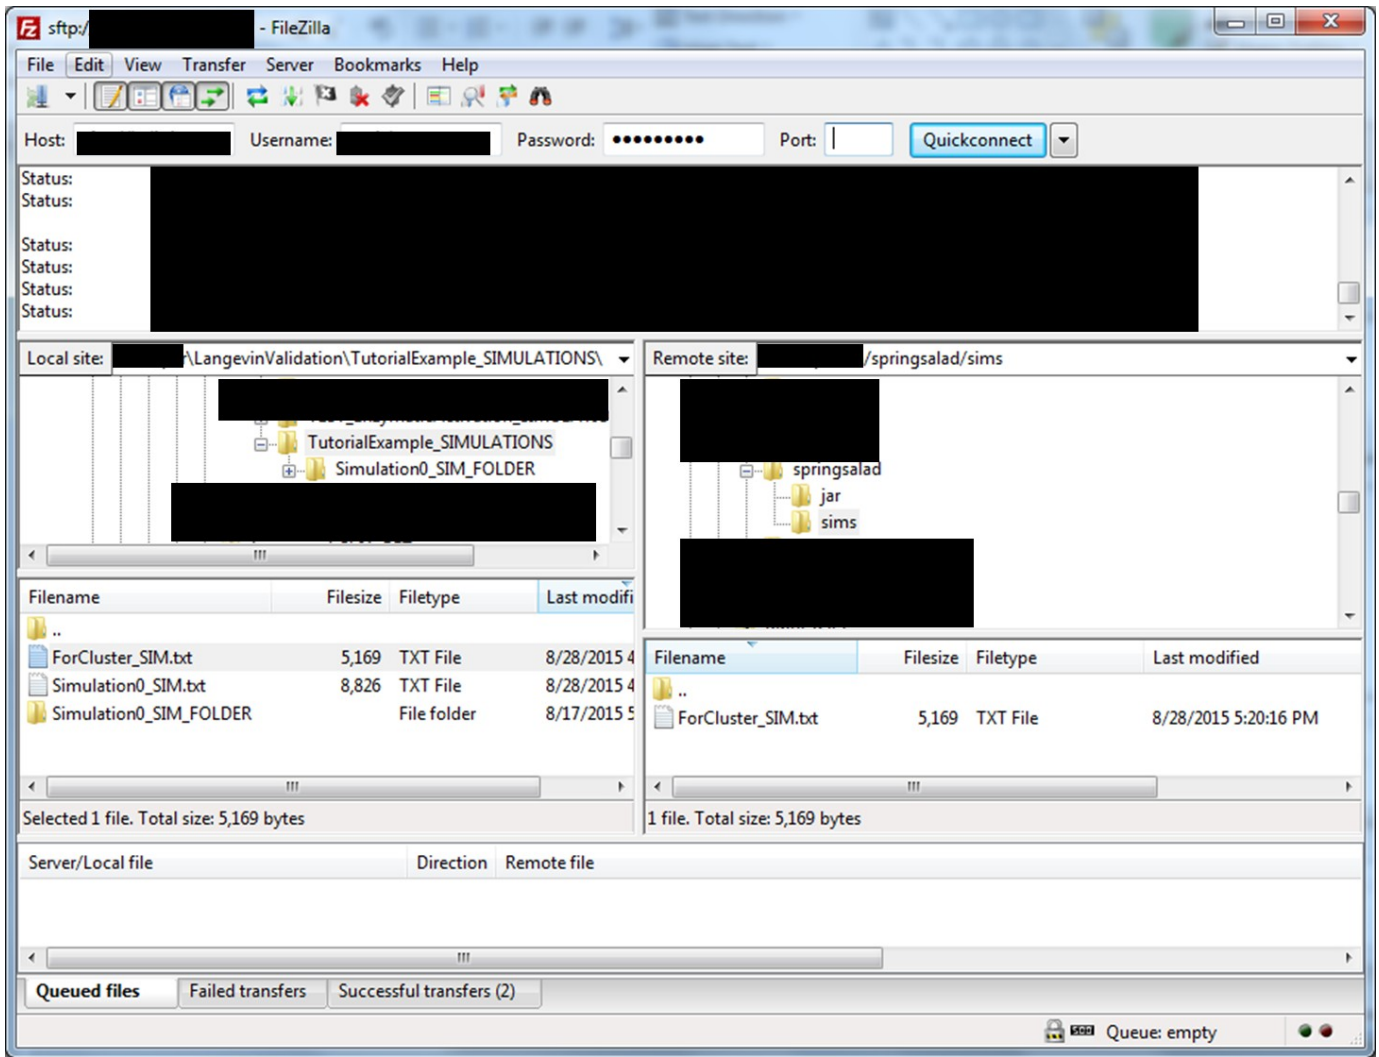 sftp:/ - FileZilla
File Edit View Transfer Server Bookmarks Help
Host: Username: Password: ●●●●●●●●● Port: Quickconnect
Status:
Status:
Status:
Status:
Status:
Status:
Local site: \LangevinValidation\TutorialExample_SIMULATIONS\
TutorialExample_SIMULATIONS
Simulation0_SIM_FOLDER
Filename Filesize Filetype Last modifi
..
ForCluster_SIM.txt 5,169 TXT File 8/28/2015 4
Simulation0_SIM.txt 8,826 TXT File 8/28/2015 4
Simulation0_SIM_FOLDER File folder 8/17/2015 5
Selected 1 file. Total size: 5,169 bytes
Remote site: /springsalad/sims
springsalad
jar
sims
Filename Filesize Filetype Last modified
..
ForCluster_SIM.txt 5,169 TXT File 8/28/2015 5:20:16 PM
1 file. Total size: 5,169 bytes
Server/Local file Direction Remote file
Queued files Failed transfers Successful transfers (2)
Queue: empty